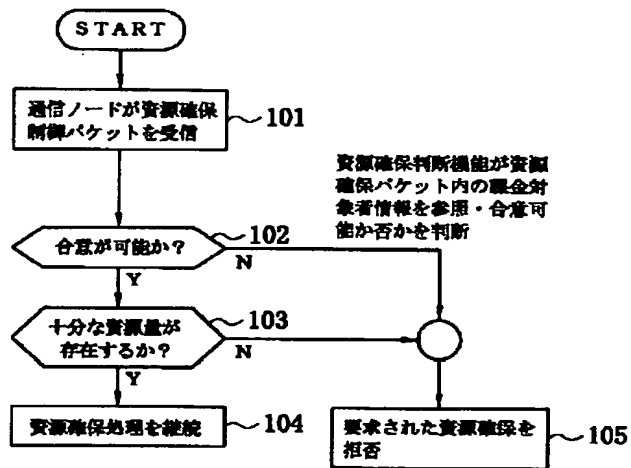 START
通信ノードが資源確保
制御パケットを受信
101
資源確保判断機能が資源
確保パケット内の課金対
象者情報を参照・合意可
能か否かを判断
合意が可能か?
102
N
Y
十分な資源量が
存在するか?
103
N
Y
資源確保処理を継続
104
要求された資源確保を
拒否
105